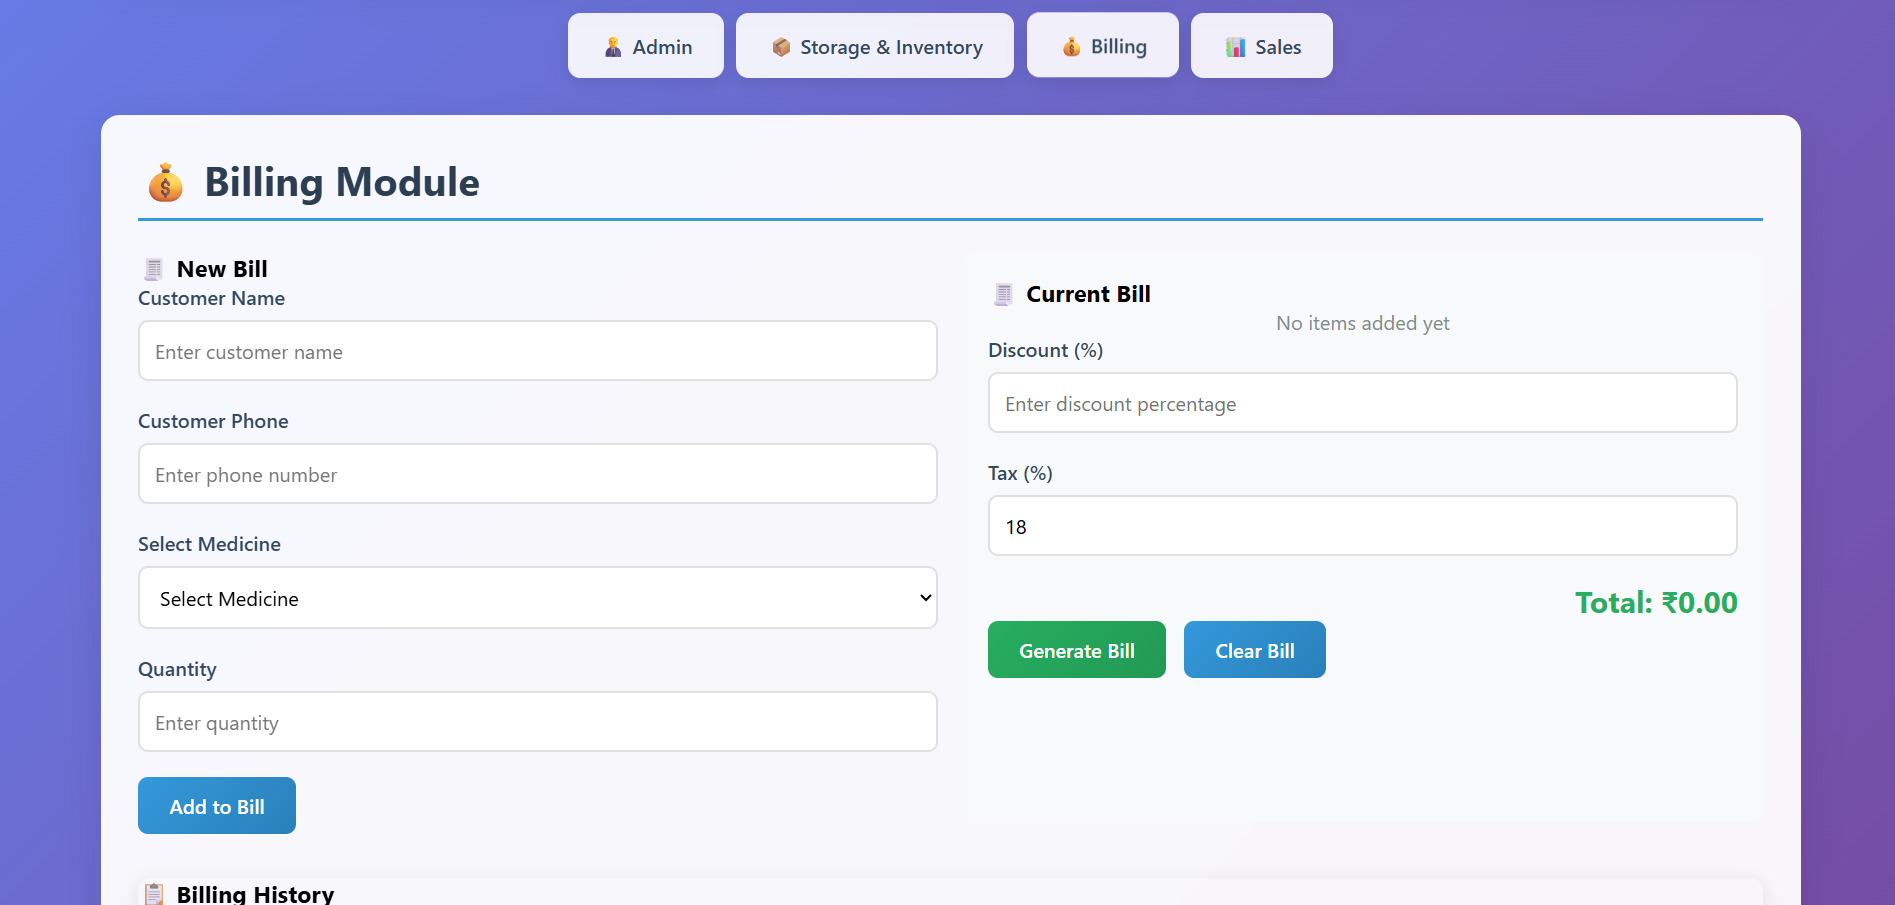 Admin
Storage & Inventory
Billing
Sales
Billing Module
New Bill
Customer Name
Enter customer name
Customer Phone
Enter phone number
Select Medicine
Select Medicine
Quantity
Enter quantity
Add to Bill
Current Bill
No items added yet
Discount (%)
Enter discount percentage
Tax (%)
18
Total: ₹0.00
Generate Bill
Clear Bill
Billing History